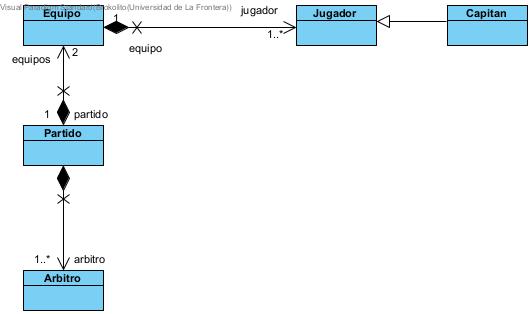 Visual Paradigm Standard(Brokolito(Universidad de La Frontera))
Equipo
1
jugador
Jugador
Capitan
1..*
equipo
equipos
2
1
partido
Partido
1..*
arbitro
Arbitro